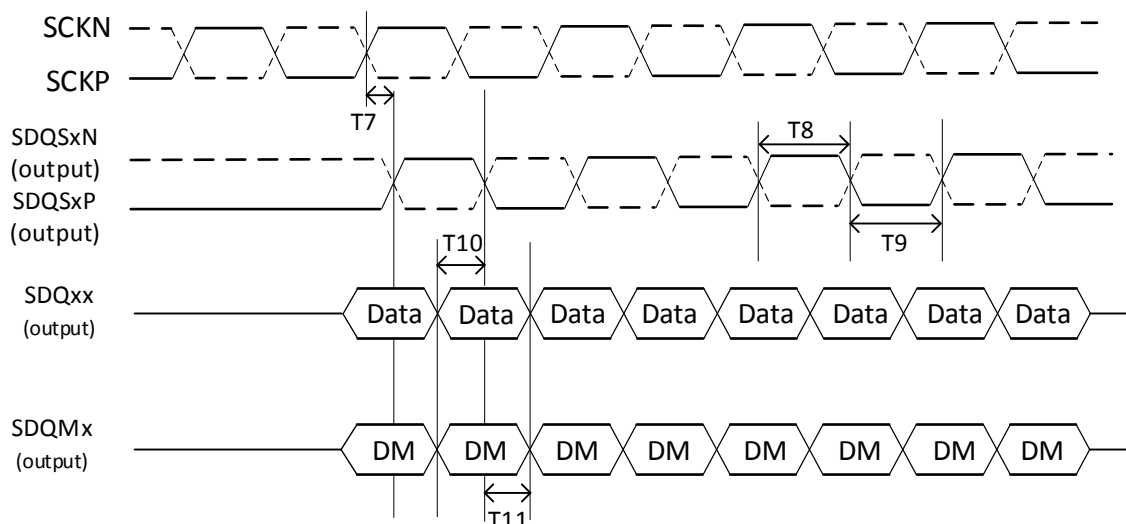 SCKN
SCKP
T7
SDQSxN
(output)
SDQSxP
(output)
T8
T9
T10
SDQxx
(output)
Data Data Data Data Data Data Data Data
SDQMx
(output)
DM DM DM DM DM DM DM DM
T11